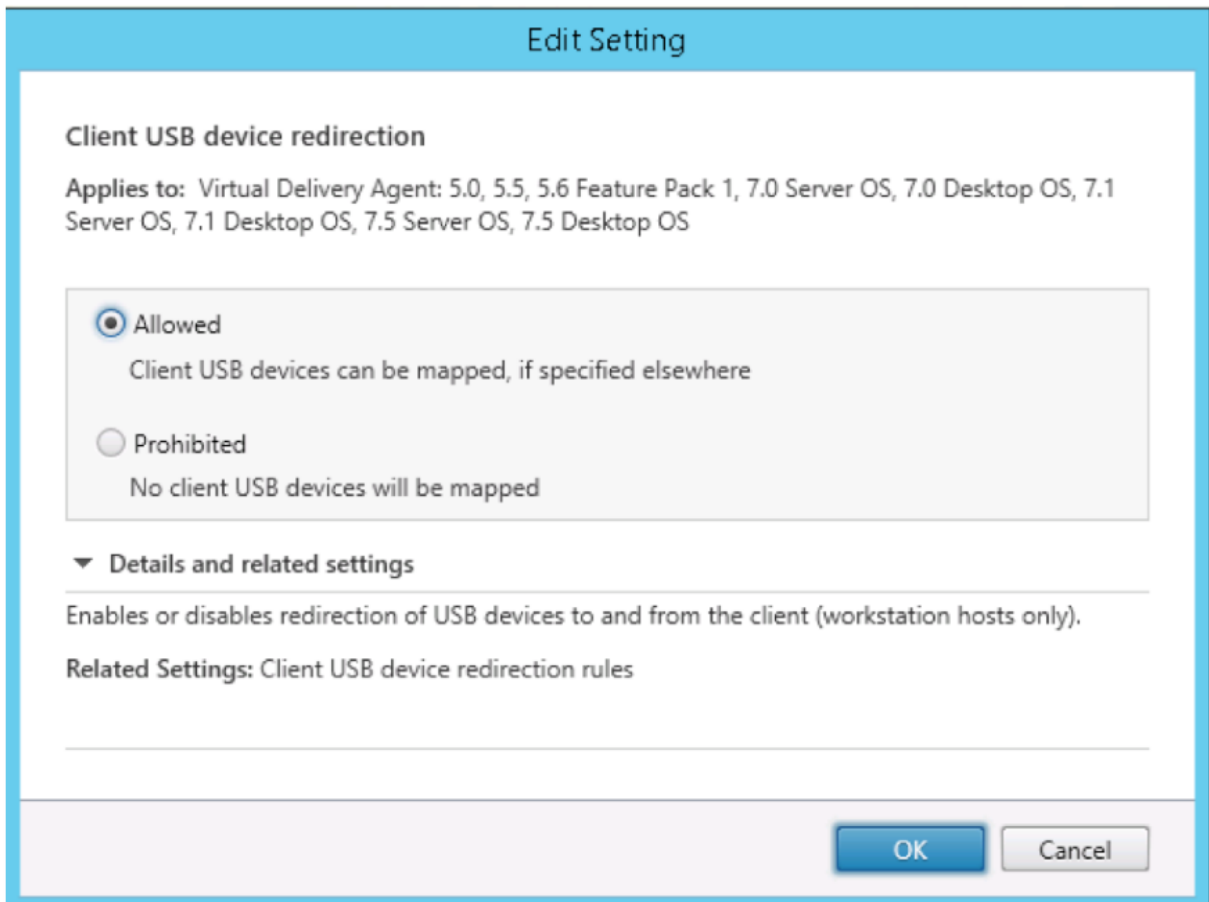 Edit Setting
Client USB device redirection
Applies to: Virtual Delivery Agent: 5.0, 5.5, 5.6 Feature Pack 1, 7.0 Server OS, 7.0 Desktop OS, 7.1
Server OS, 7.1 Desktop OS, 7.5 Server OS, 7.5 Desktop OS
Allowed
Client USB devices can be mapped, if specified elsewhere
Prohibited
No client USB devices will be mapped
Details and related settings
Enables or disables redirection of USB devices to and from the client (workstation hosts only).
Related Settings: Client USB device redirection rules
OK
Cancel